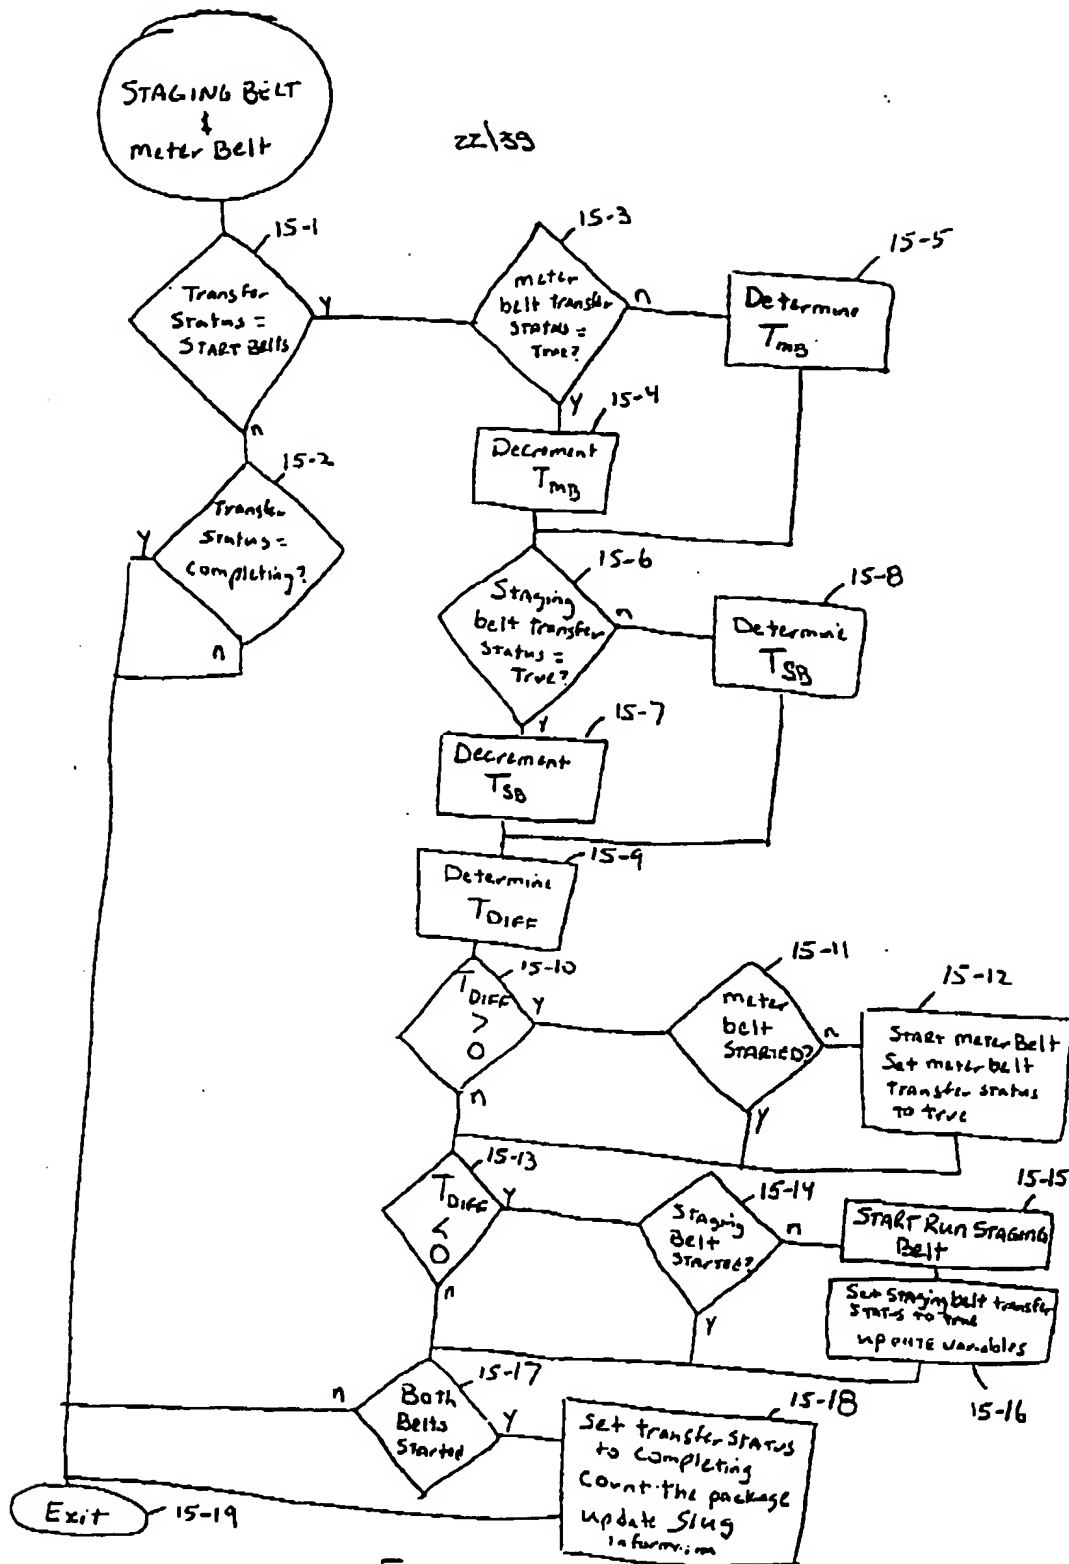 STAGING BELT
&
meter Belt
22/39
15-1
Transfer
Status =
START Belts
Y
n
15-3
meter
belt transfer
STATUS =
True?
n
Y
15-5
Determine
TMB
15-4
Decrement
TMB
15-2
Transfer
Status =
Completing?
Y
n
15-6
Staging
belt transfer
Status =
True?
n
Y
15-8
Determine
TSB
15-7
Decrement
TSB
15-9
Determine
TDIFF
15-10
TDIFF
>
0
Y
n
15-11
meter
belt
STARTED?
n
Y
15-12
START meter Belt
Set meter belt
Transfer status
to true
15-13
TDIFF
<
0
Y
n
15-14
Staging
Belt
Started?
n
Y
15-15
START RUN STAGING
Belt
Set staging belt transfer
STATUS to true
UPDATE variables
15-16
15-17
Both
Belts
Started
n
Y
15-18
Set transfer STATUS
to completing
count the package
update Slug
Exit
15-19